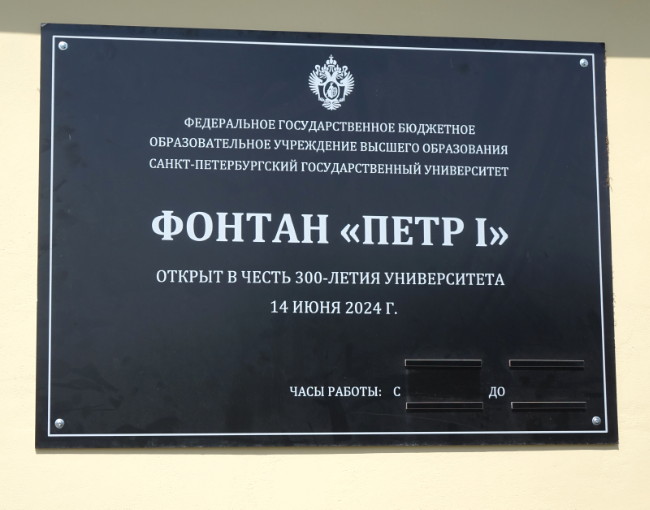 ФЕДЕРАЛЬНОЕ ГОСУДАРСТВЕННОЕ БЮДЖЕТНОЕ
ОБРАЗОВАТЕЛЬНОЕ УЧРЕЖДЕНИЕ ВЫСШЕГО ОБРАЗОВАНИЯ
САНКТ-ПЕТЕРБУРГСКИЙ ГОСУДАРСТВЕННЫЙ УНИВЕРСИТЕТ
ФОНТАН «ПЕТР I»
ОТКРЫТ В ЧЕСТЬ 300-ЛЕТИЯ УНИВЕРСИТЕТА
14 ИЮНЯ 2024 Г.
ЧАСЫ РАБОТЫ: С ДО